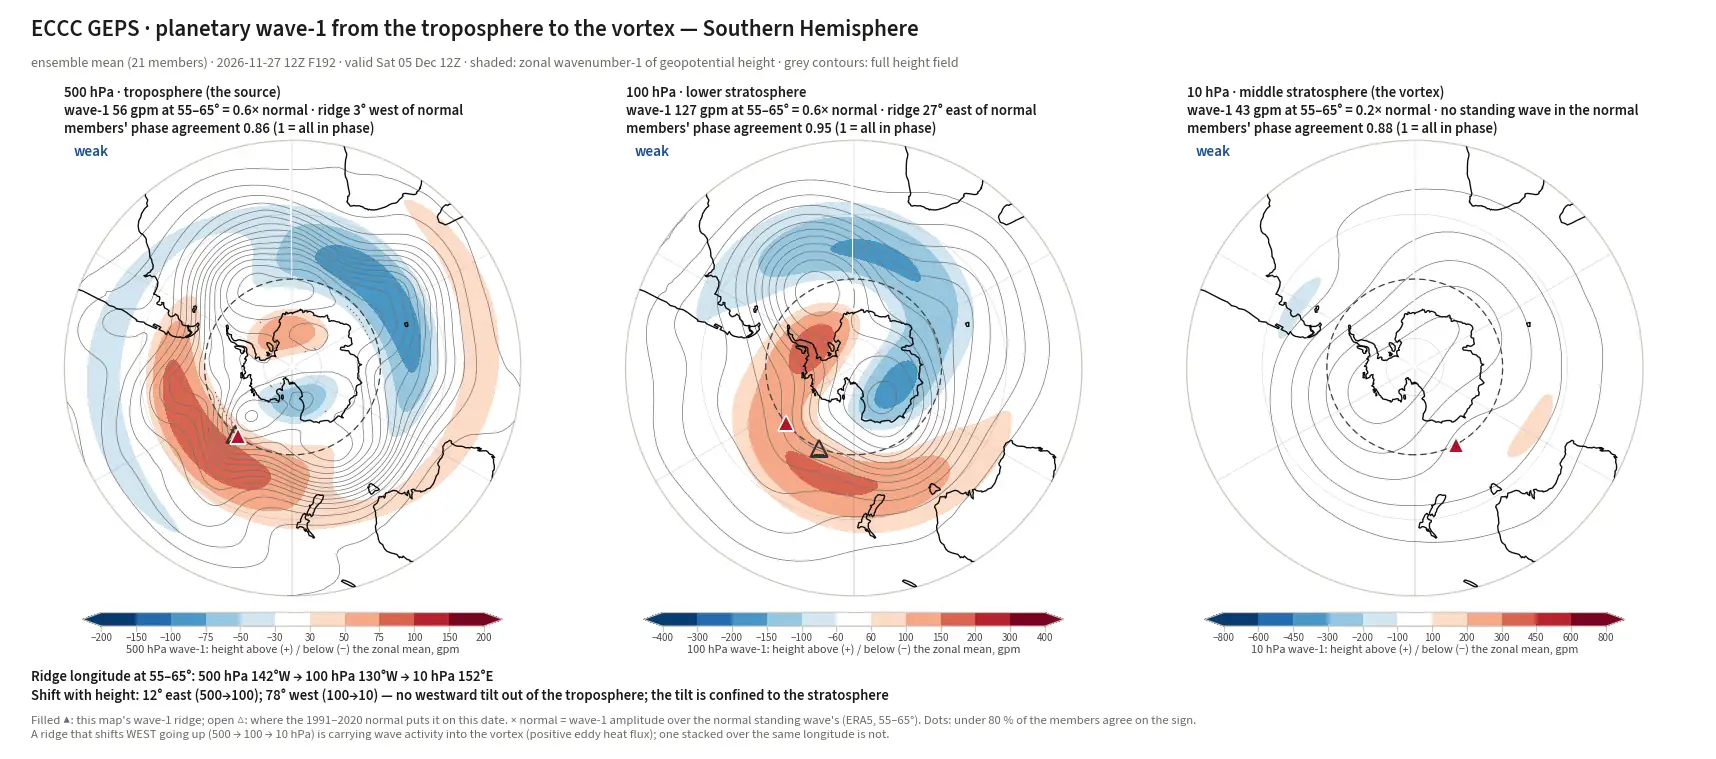 ECCC GEPS · planetary wave-1 from the troposphere to the vortex — Southern Hemisphere
ensemble mean (21 members) · 2026-11-27 12Z F192 · valid Sat 05 Dec 12Z · shaded: zonal wavenumber-1 of geopotential height · grey contours: full height field
500 hPa · troposphere (the source)
wave-1 56 gpm at 55–65° = 0.6× normal · ridge 3° west of normal
members' phase agreement 0.86 (1 = all in phase)
weak
100 hPa · lower stratosphere
wave-1 127 gpm at 55–65° = 0.6× normal · ridge 27° east of normal
members' phase agreement 0.95 (1 = all in phase)
weak
10 hPa · middle stratosphere (the vortex)
wave-1 43 gpm at 55–65° = 0.2× normal · no standing wave in the normal
members' phase agreement 0.88 (1 = all in phase)
weak
−200 −150 −100 −75 −50 −30 30 50 75 100 150 200
500 hPa wave-1: height above (+) / below (−) the zonal mean, gpm
−400 −300 −200 −150 −100 −60 60 100 150 200 300 400
100 hPa wave-1: height above (+) / below (−) the zonal mean, gpm
−800 −600 −450 −300 −200 −100 100 200 300 450 600 800
10 hPa wave-1: height above (+) / below (−) the zonal mean, gpm
Ridge longitude at 55–65°: 500 hPa 142°W → 100 hPa 130°W → 10 hPa 152°E
Shift with height: 12° east (500→100); 78° west (100→10) — no westward tilt out of the troposphere; the tilt is confined to the stratosphere
Filled ▲: this map's wave-1 ridge; open △: where the 1991–2020 normal puts it on this date. × normal = wave-1 amplitude over the normal standing wave's (ERA5, 55–65°). Dots: under 80 % of the members agree on the sign.
A ridge that shifts WEST going up (500 → 100 → 10 hPa) is carrying wave activity into the vortex (positive eddy heat flux); one stacked over the same longitude is not.